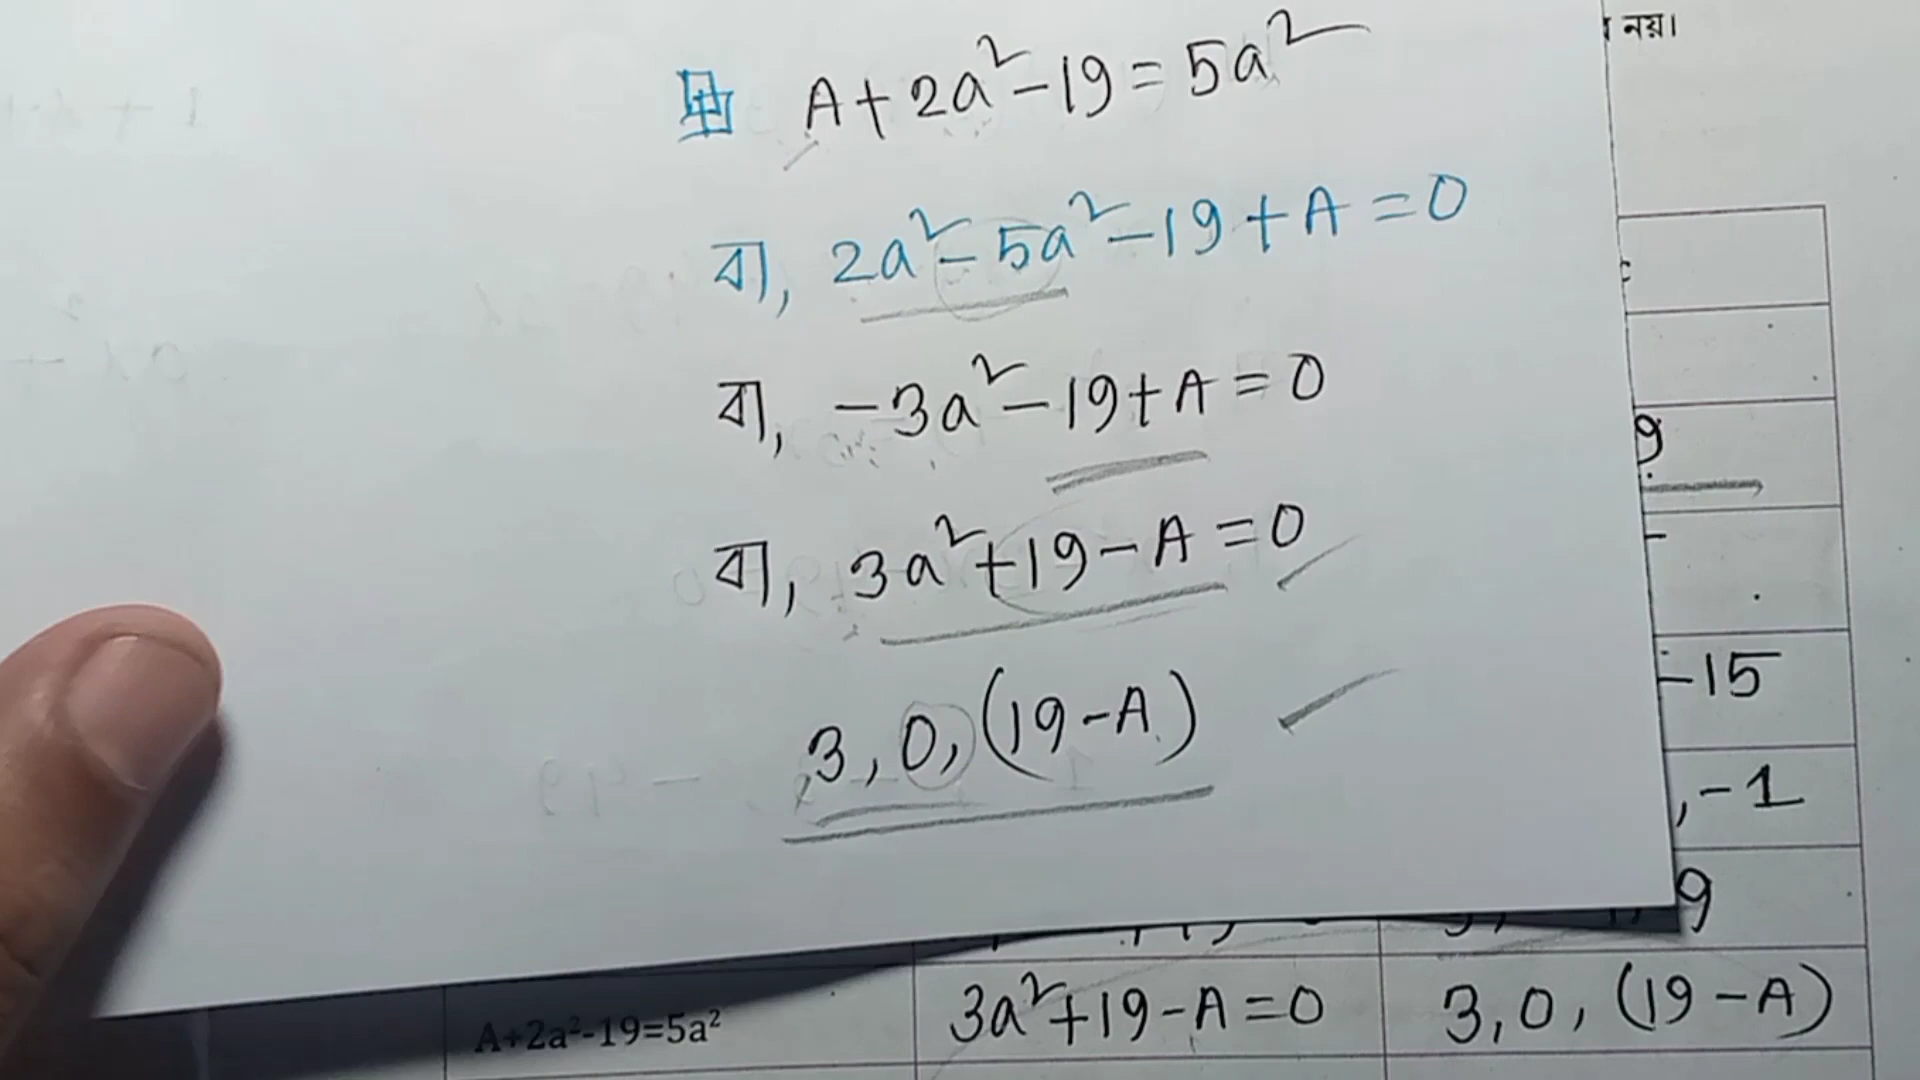 নয়।
A+2a²-19=5a²
বা, 2a²-5a²-19+A=0
বা, -3a²-19+A=0
বা, 3a²+19-A=0
3, 0, (19-A)
9
-15
, -1
9
A+2a²-19=5a²
3a²+19-A=0
3, 0, (19-A)